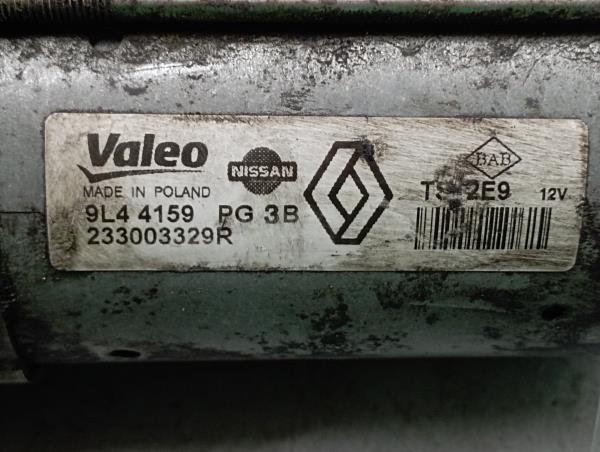 Valeo
NISSAN
BAB
MADE IN POLAND
12V
9L4 4159 PG 3B
233003329R